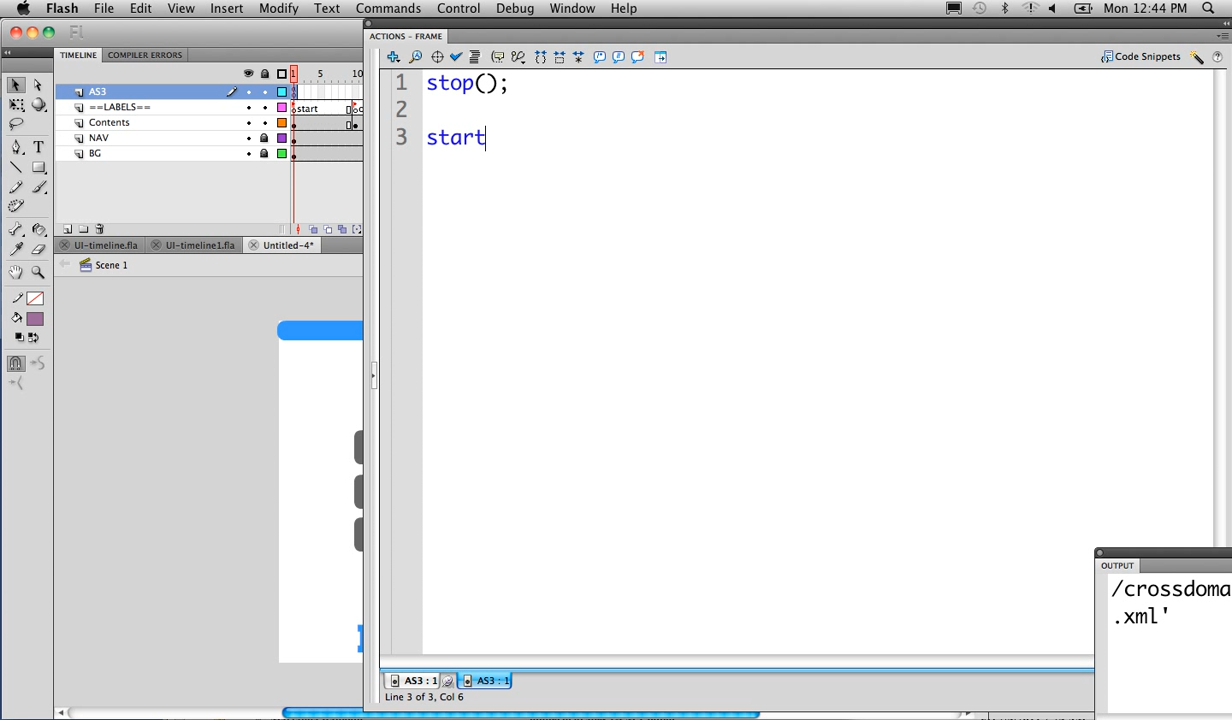 Flash File Edit View Insert Modify Text Commands Control Debug Window Help Mon 12:44 PM
Fl
ACTIONS - FRAME
TIMELINE COMPILER ERRORS
Code Snippets
1 5 10
AS3
==LABELS== start
Contents
NAV
BG
1 stop();
2
3 start
UI-timeline.fla UI-timeline1.fla Untitled-4*
Scene 1
OUTPUT
/crossdoma
.xml'
AS3 : 1 AS3 : 1
Line 3 of 3, Col 6